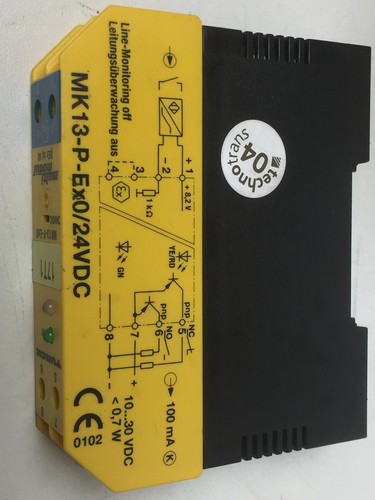 Line-Monitoring off
Leitungsüberwachung aus
MK13-P-Ex0/24VDC
4
3
2
1
-
+
+ 8,2 V
Ex
1 kΩ
YE/RD
GN
pnp
pnp
NO
NC
8
7
6
5
- +
10...30 VDC
< 0,7 W
100 mA
K
CE
0102
1771
technotrans
04